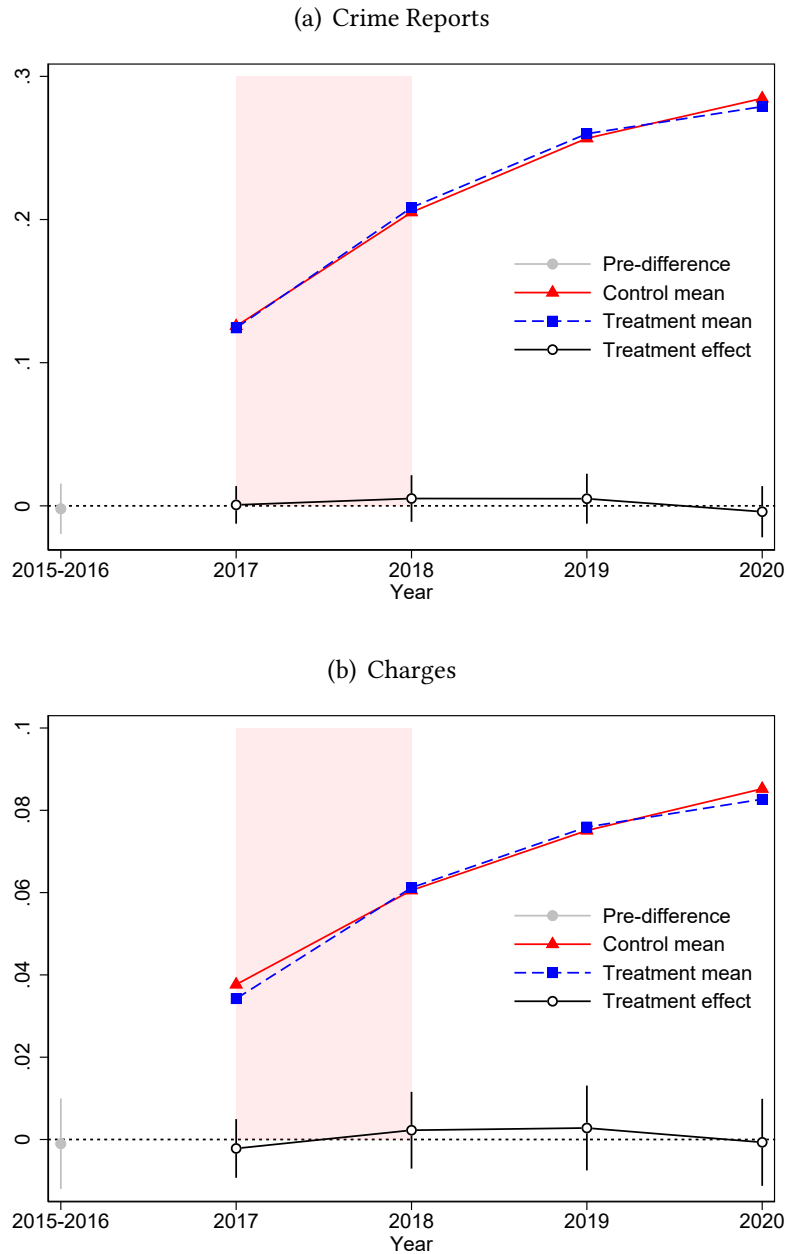 (a) Crime Reports
.3
.2
.1
0
Pre-difference
Control mean
Treatment mean
Treatment effect
2015-2016 2017 2018 2019 2020
Year
(b) Charges
.1
.08
.06
.04
.02
0
Pre-difference
Control mean
Treatment mean
Treatment effect
2015-2016 2017 2018 2019 2020
Year